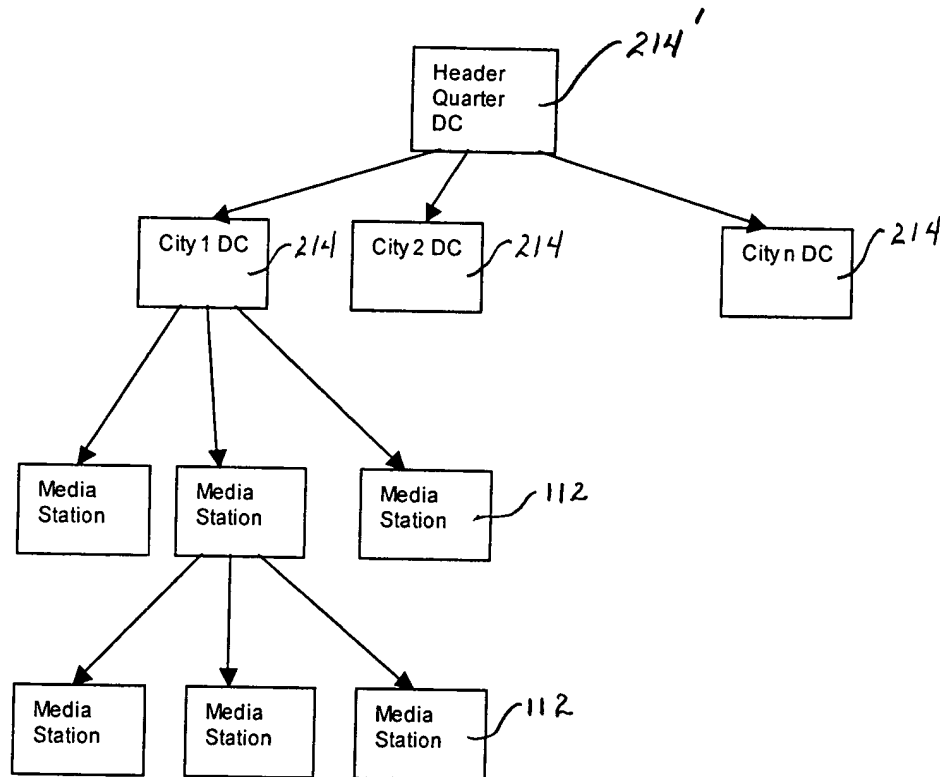 214'
Header
Quarter
DC
City 1 DC
214
City 2 DC
214
City n DC
214
Media
Station
Media
Station
Media
Station
112
Media
Station
Media
Station
Media
Station
112